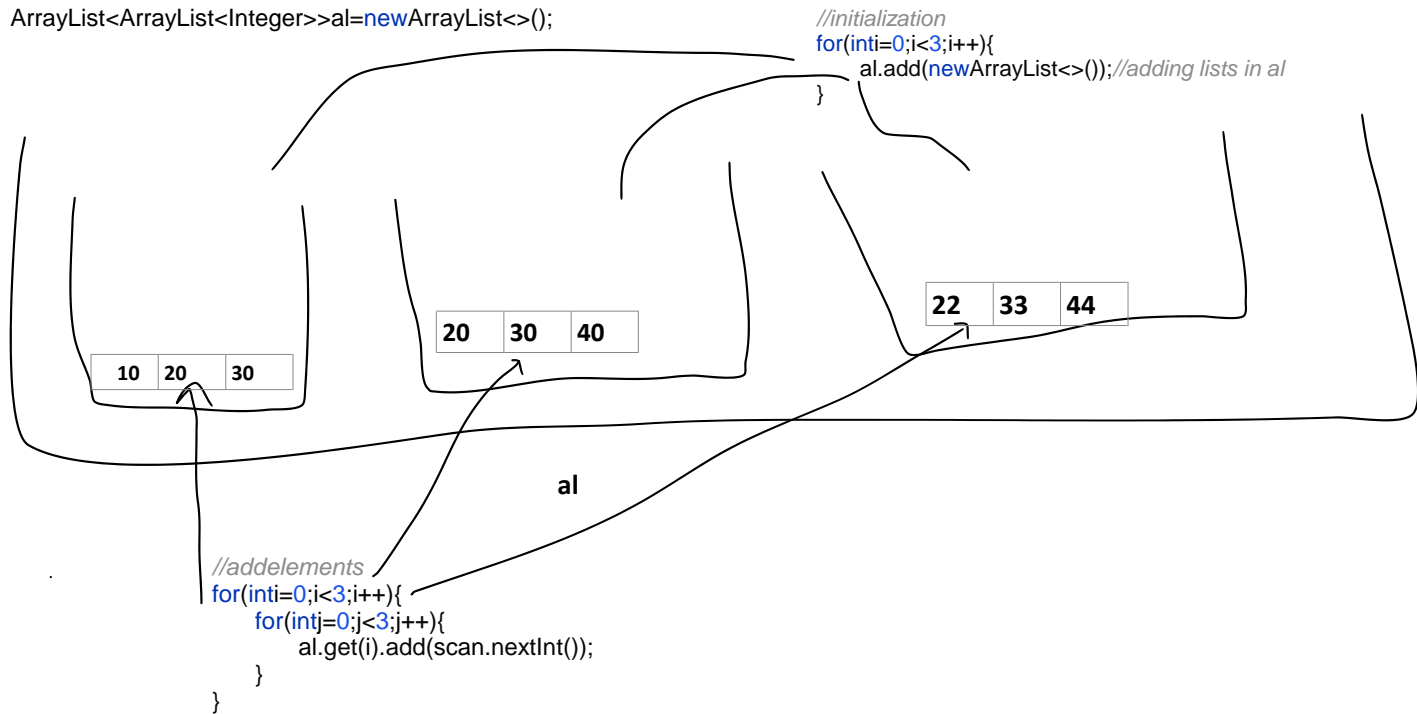 ArrayList<ArrayList<Integer>>al=newArrayList<>();
//initialization
for(inti=0;i<3;i++){
al.add(newArrayList<>());//adding lists in al
}
10 20 30
20 30 40
22 33 44
al
//addelements
for(inti=0;i<3;i++){
for(intj=0;j<3;j++){
al.get(i).add(scan.nextInt());
}
}